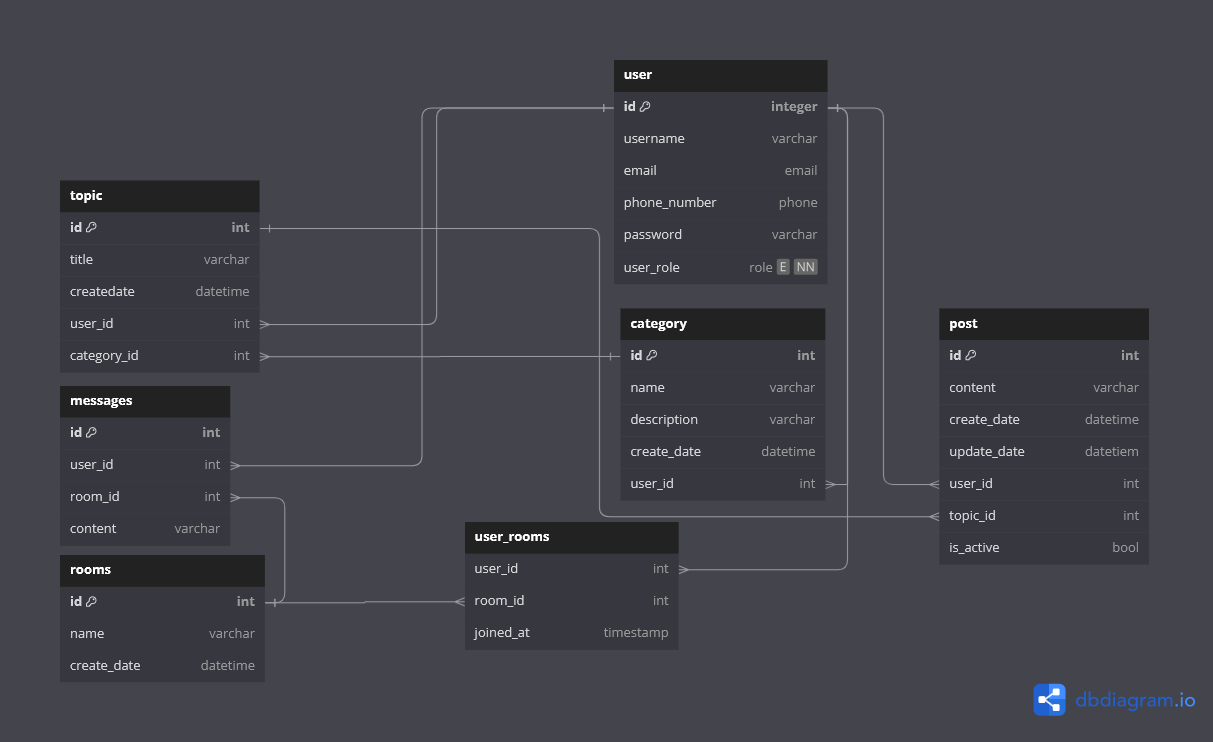 user
id integer
username varchar
email email
phone_number phone
password varchar
user_role role E NN
topic
id int
title varchar
createdate datetime
user_id int
category_id int
category
id int
name varchar
description varchar
create_date datetime
user_id int
post
id int
content varchar
create_date datetime
update_date datetiem
user_id int
topic_id int
is_active bool
messages
id int
user_id int
room_id int
content varchar
user_rooms
user_id int
room_id int
joined_at timestamp
rooms
id int
name varchar
create_date datetime
dbdiagram.io